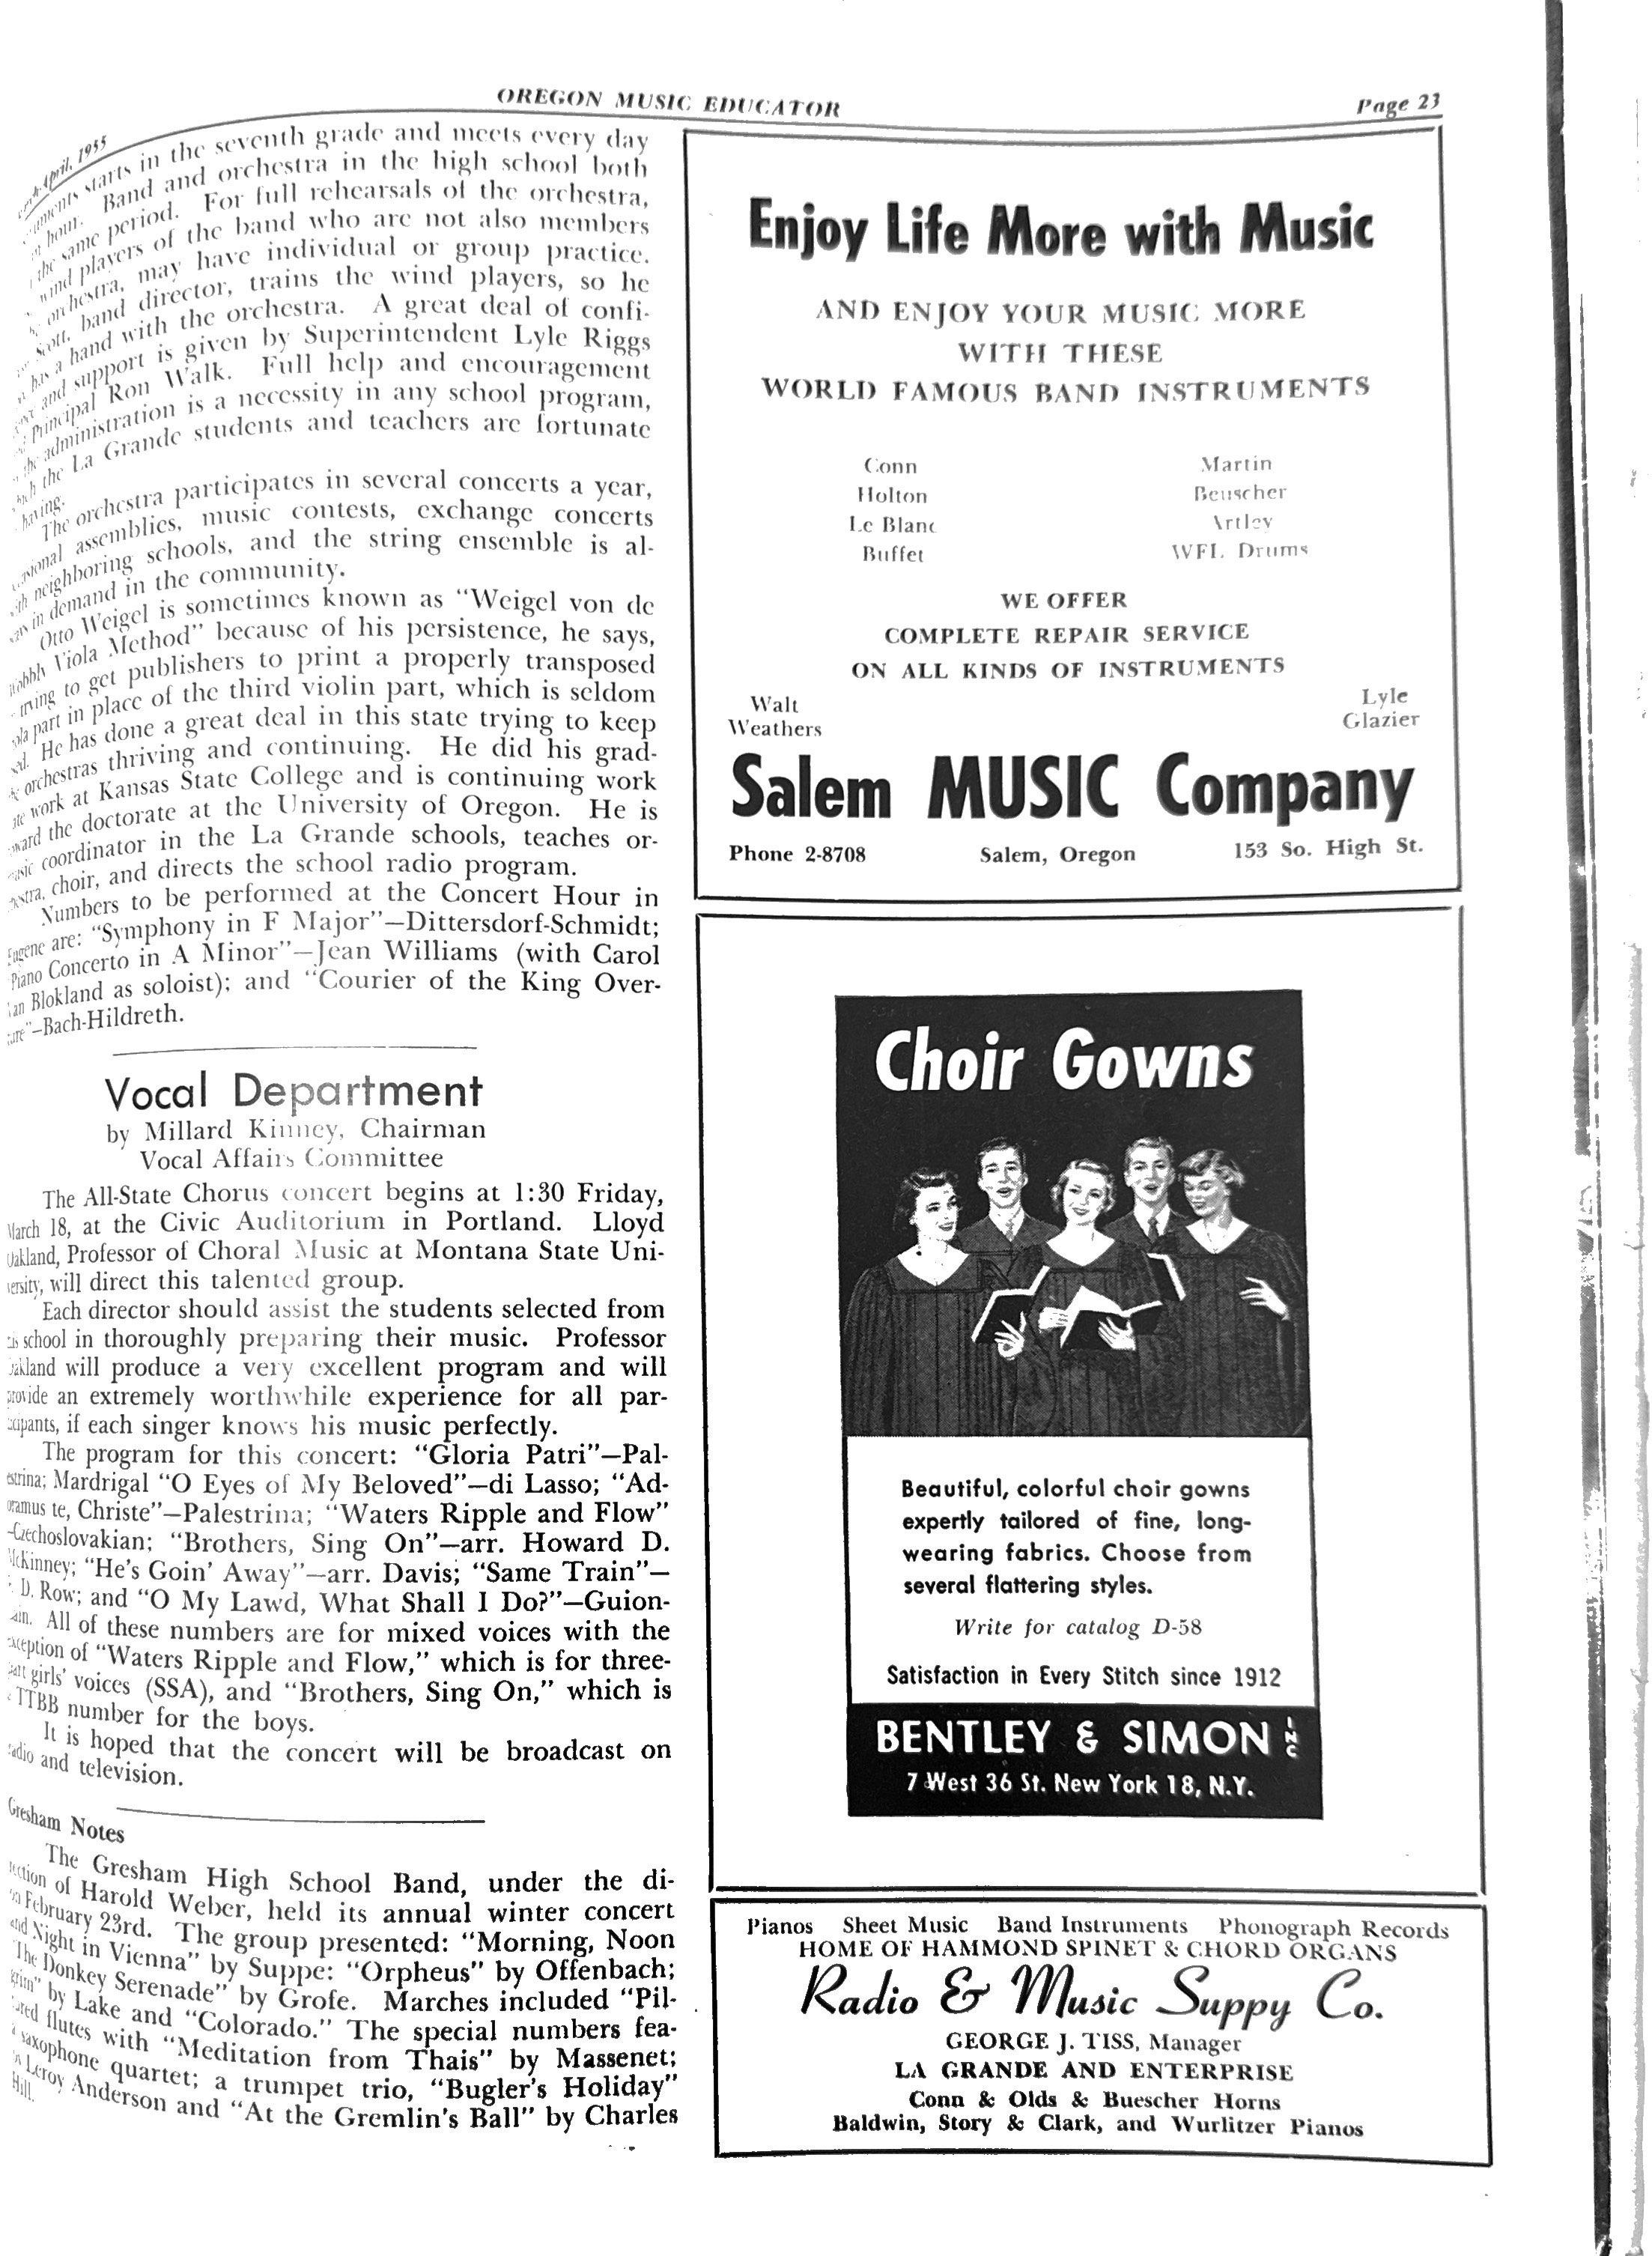 OREGON MUSIC EDUCATOR
Page 23
April, 1955
starts in the seventh grade and meets every day
hour. Band and orchestra in the high school both
the same period. For full rehearsals of the orchestra,
wind players of the band who are not also members
orchestra, may have individual or group practice.
Scott, band director, trains the wind players, so he
has a hand with the orchestra. A great deal of confi-
and support is given by Superintendent Lyle Riggs
Principal Ron Walk. Full help and encouragement
the administration is a necessity in any school program,
the La Grande students and teachers are fortunate
having.
The orchestra participates in several concerts a year,
assemblies, music contests, exchange concerts
neighboring schools, and the string ensemble is al-
in demand in the community.
Otto Weigel is sometimes known as "Weigel von de
Viola Method" because of his persistence, he says,
trying to get publishers to print a properly transposed
part in place of the third violin part, which is seldom
He has done a great deal in this state trying to keep
orchestras thriving and continuing. He did his grad-
work at Kansas State College and is continuing work
the doctorate at the University of Oregon. He is
coordinator in the La Grande schools, teaches or-
choir, and directs the school radio program.
Numbers to be performed at the Concert Hour in
Eugene are: "Symphony in F Major"—Dittersdorf-Schmidt;
"Piano Concerto in A Minor"—Jean Williams (with Carol
Van Blokland as soloist); and "Courier of the King Over-
ture"—Bach-Hildreth.
Vocal Department
by Millard Kinney, Chairman
Vocal Affairs Committee
The All-State Chorus concert begins at 1:30 Friday,
March 18, at the Civic Auditorium in Portland. Lloyd
Oakland, Professor of Choral Music at Montana State Uni-
versity, will direct this talented group.
Each director should assist the students selected from
his school in thoroughly preparing their music. Professor
Oakland will produce a very excellent program and will
provide an extremely worthwhile experience for all par-
ticipants, if each singer knows his music perfectly.
The program for this concert: "Gloria Patri"—Pal-
estrina; Mardrigal "O Eyes of My Beloved"—di Lasso; "Ad-
oramus te, Christe"—Palestrina; "Waters Ripple and Flow"
—Czechoslovakian; "Brothers, Sing On"—arr. Howard D.
McKinney; "He's Goin' Away"—arr. Davis; "Same Train"—
D. Row; and "O My Lawd, What Shall I Do?"—Guion-
All of these numbers are for mixed voices with the
exception of "Waters Ripple and Flow," which is for three-
part girls' voices (SSA), and "Brothers, Sing On," which is
a TTBB number for the boys.
It is hoped that the concert will be broadcast on
radio and television.
Gresham Notes
The Gresham High School Band, under the di-
rection of Harold Weber, held its annual winter concert
on February 23rd. The group presented: "Morning, Noon
and Night in Vienna" by Suppe: "Orpheus" by Offenbach;
"The Donkey Serenade" by Grofe. Marches included "Pil-
grim" by Lake and "Colorado." The special numbers fea-
tured flutes with "Meditation from Thais" by Massenet;
a saxophone quartet; a trumpet trio, "Bugler's Holiday"
Leroy Anderson and "At the Gremlin's Ball" by Charles
Hill.
Enjoy Life More with Music
AND ENJOY YOUR MUSIC MORE
WITH THESE
WORLD FAMOUS BAND INSTRUMENTS
Conn Martin
Holton Beuscher
Le Blanc Artley
Buffet WFL Drums
WE OFFER
COMPLETE REPAIR SERVICE
ON ALL KINDS OF INSTRUMENTS
Walt Lyle
Weathers Glazier
Salem MUSIC Company
Phone 2-8708 Salem, Oregon 153 So. High St.
Choir Gowns
Beautiful, colorful choir gowns
expertly tailored of fine, long-
wearing fabrics. Choose from
several flattering styles.
Write for catalog D-58
Satisfaction in Every Stitch since 1912
BENTLEY & SIMON INC
7 West 36 St. New York 18, N.Y.
Pianos Sheet Music Band Instruments Phonograph Records
HOME OF HAMMOND SPINET & CHORD ORGANS
Radio & Music Supply Co.
GEORGE J. TISS, Manager
LA GRANDE AND ENTERPRISE
Conn & Olds & Buescher Horns
Baldwin, Story & Clark, and Wurlitzer Pianos